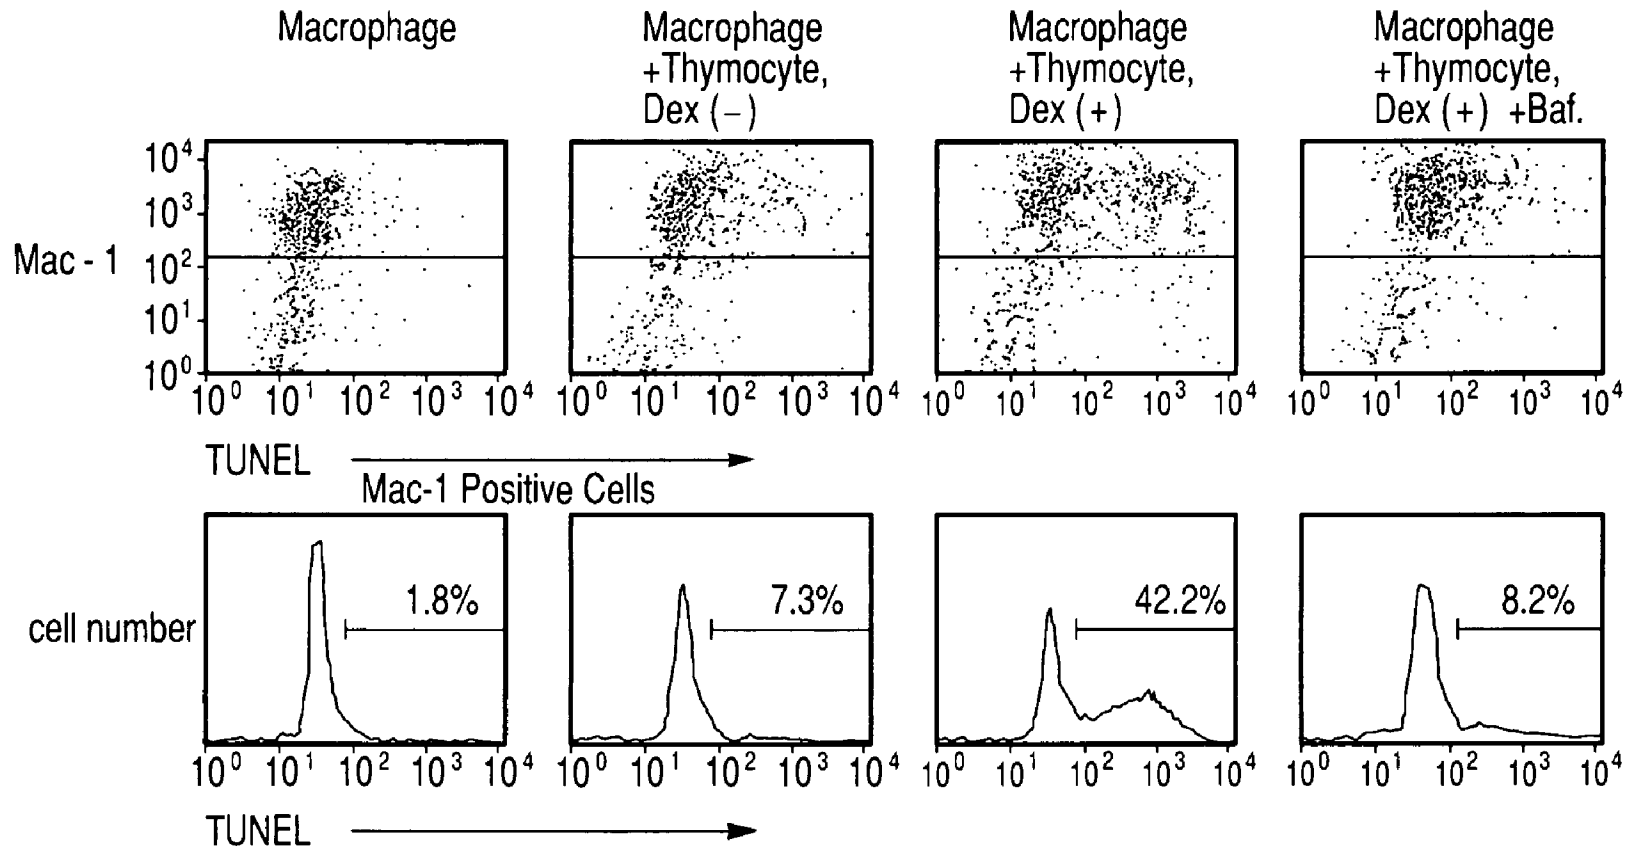 Macrophage
Macrophage
+Thymocyte,
Dex (−)
Macrophage
+Thymocyte,
Dex (+)
Macrophage
+Thymocyte,
Dex (+) +Baf.
Mac - 1
10⁴
10³
10²
10¹
10⁰
10⁰ 10¹ 10² 10³ 10⁴
10⁰ 10¹ 10² 10³ 10⁴
10⁰ 10¹ 10² 10³ 10⁴
10⁰ 10¹ 10² 10³ 10⁴
TUNEL
Mac-1 Positive Cells
cell number
1.8%
7.3%
42.2%
8.2%
10⁰ 10¹ 10² 10³ 10⁴
10⁰ 10¹ 10² 10³ 10⁴
10⁰ 10¹ 10² 10³ 10⁴
10⁰ 10¹ 10² 10³ 10⁴
TUNEL